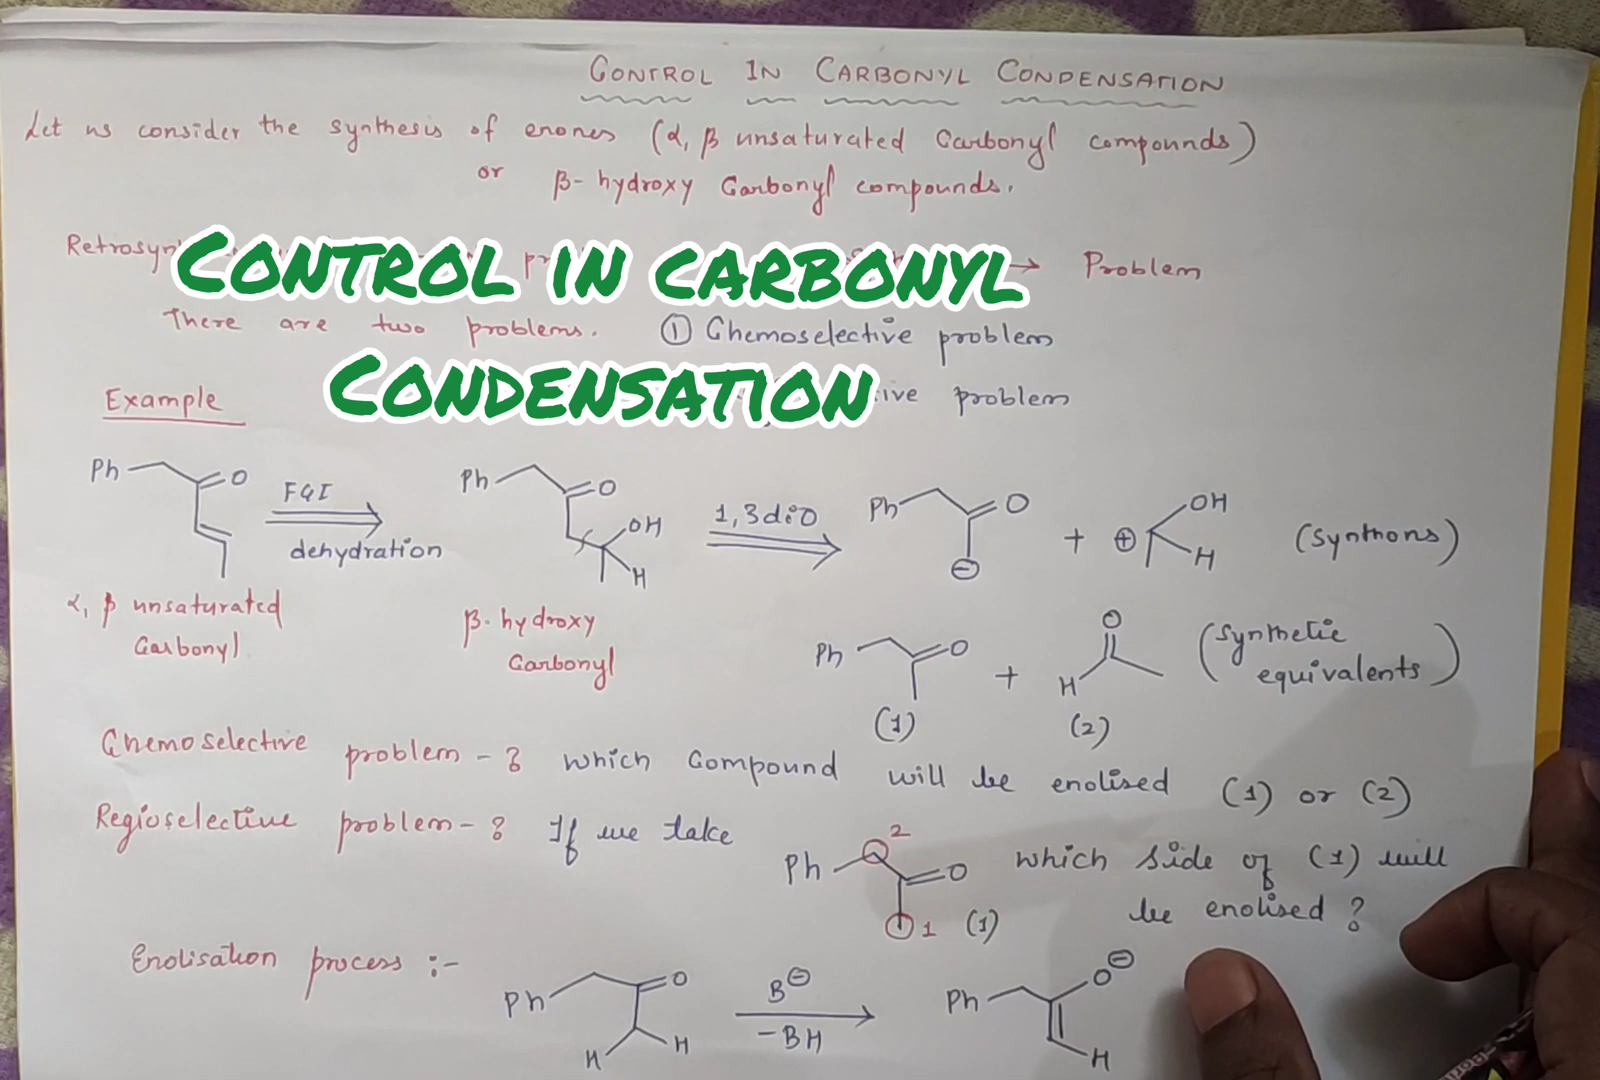 CONTROL IN CARBONYL CONDENSATION
Let us consider the synthesis of enones (α, β unsaturated Carbonyl compounds)
or β- hydroxy Carbonyl compounds.
CONTROL IN CARBONYL
CONDENSATION
→ Problem
There are two problems. ① Chemoselective problem
problem
Example
Ph O
FGI
dehydration
Ph O OH H
1,3 diO
Ph O ⊖ + ⊕ OH H (Synthons)
α, β unsaturated
Carbonyl
β- hydroxy
Carbonyl
Ph O + O H (Synthetic
equivalents)
(1) (2)
Chemoselective problem - ? which Compound will be enolised (1) or (2)
Regioselective problem - ? If we take Ph 2 O 1 (1) which side of (1) will
be enolised ?
Enolisation process :-
Ph O H H
B⊖
-BH
Ph O⊖ H